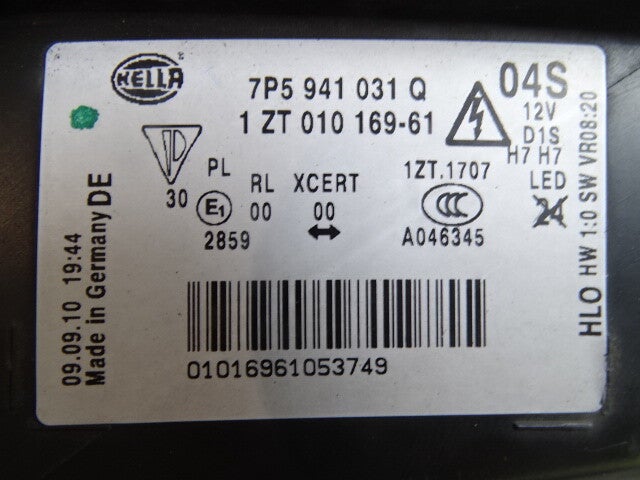 HELLA
7P5 941 031 Q
1 ZT 010 169-61
04S
12V
D1S
H7 H7
LED
24
30
PL
RL
00
XCERT
00
E1
2859
1ZT.1707
CCC
A046345
01016961053749
09.09.10 19:44
Made in Germany DE
HLO HW 1:0 SW VR08:20